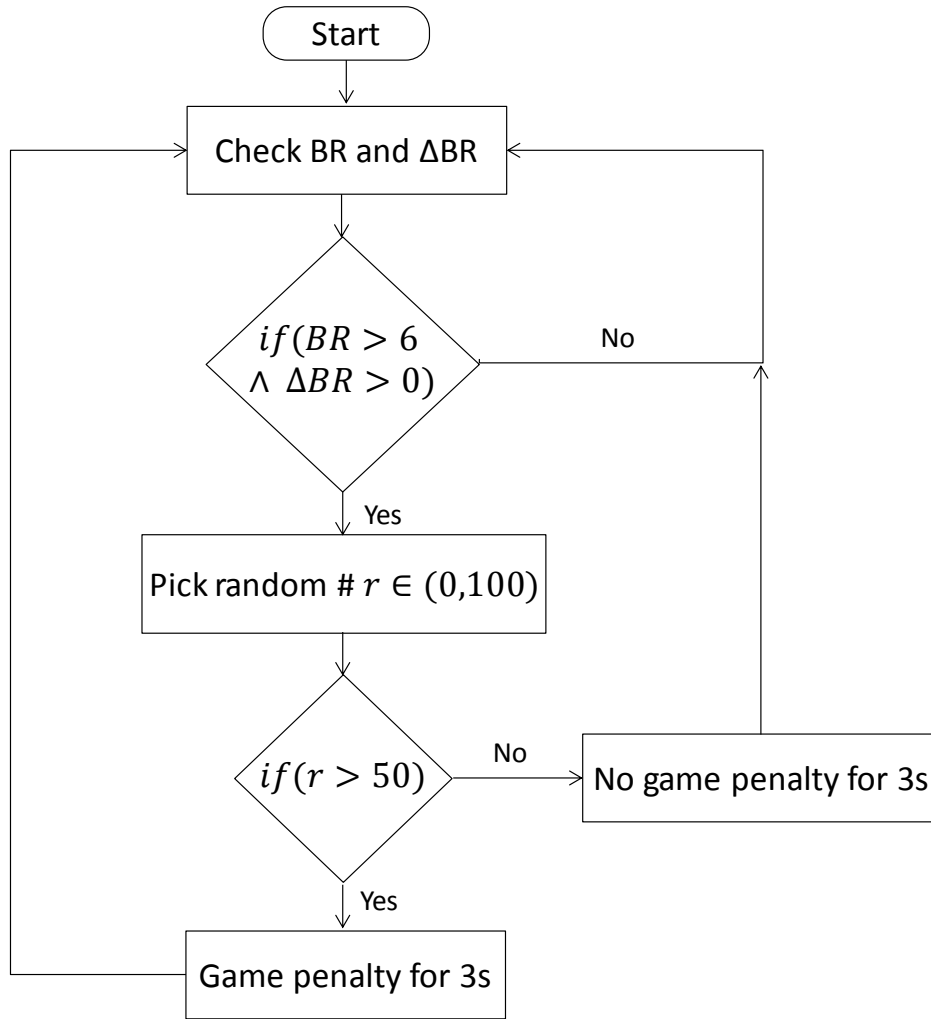 Start
Check BR and ΔBR
if(BR > 6
∧ ΔBR > 0)
No
Yes
Pick random # r ∈ (0,100)
if(r > 50)
No
No game penalty for 3s
Yes
Game penalty for 3s